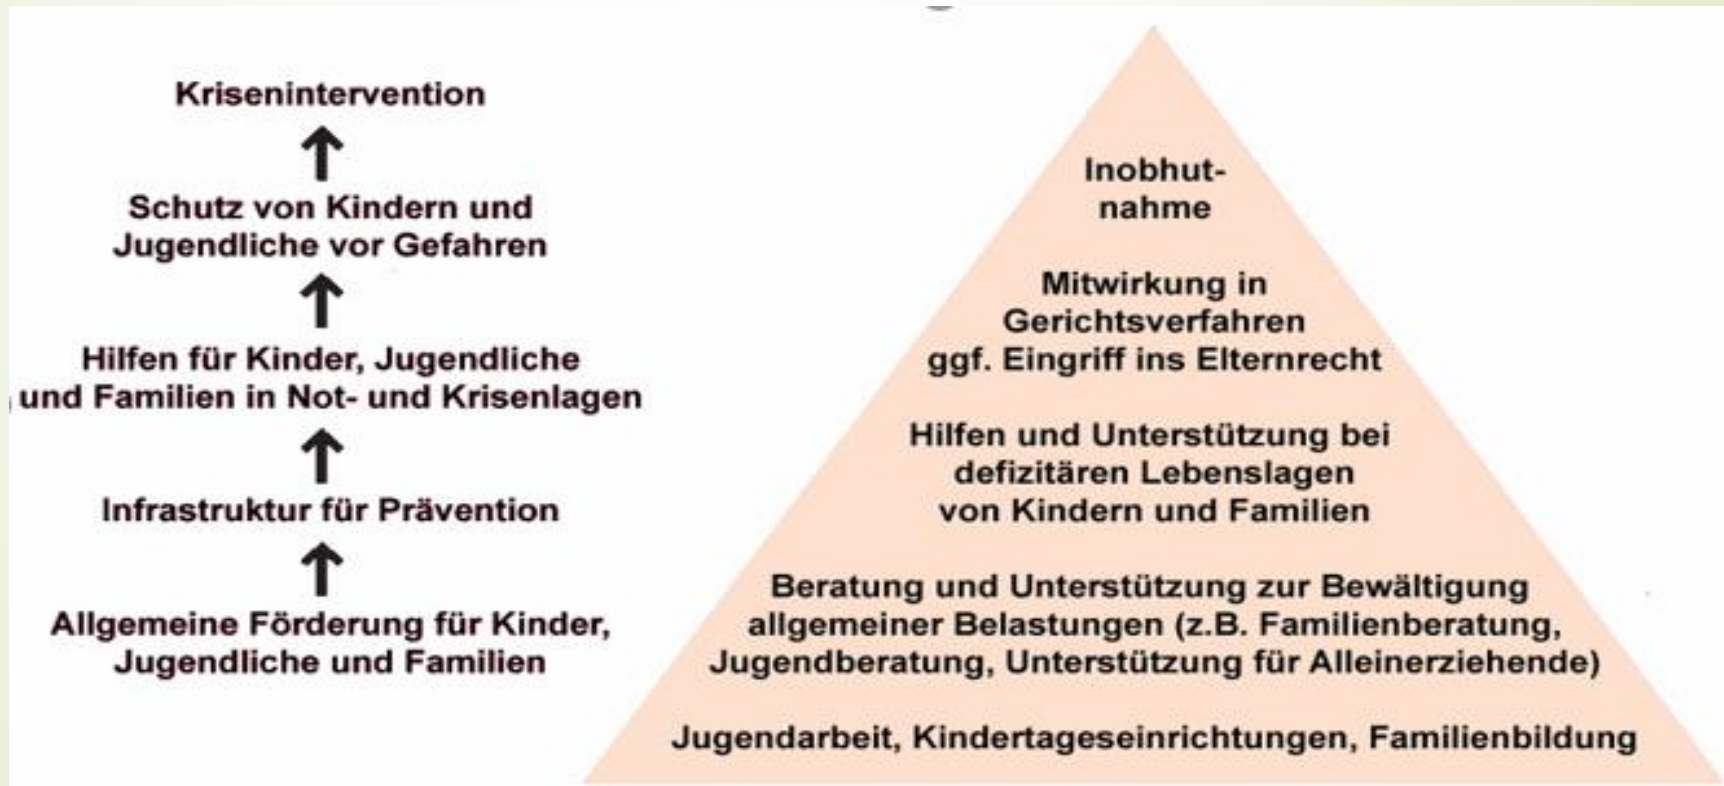 Krisenintervention
Schutz von Kindern und
Jugendliche vor Gefahren
Hilfen für Kinder, Jugendliche
und Familien in Not- und Krisenlagen
Infrastruktur für Prävention
Allgemeine Förderung für Kinder,
Jugendliche und Familien
Inobhut-
nahme
Mitwirkung in
Gerichtsverfahren
ggf. Eingriff ins Elternrecht
Hilfen und Unterstützung bei
defizitären Lebenslagen
von Kindern und Familien
Beratung und Unterstützung zur Bewältigung
allgemeiner Belastungen (z.B. Familienberatung,
Jugendberatung, Unterstützung für Alleinerziehende)
Jugendarbeit, Kindertageseinrichtungen, Familienbildung